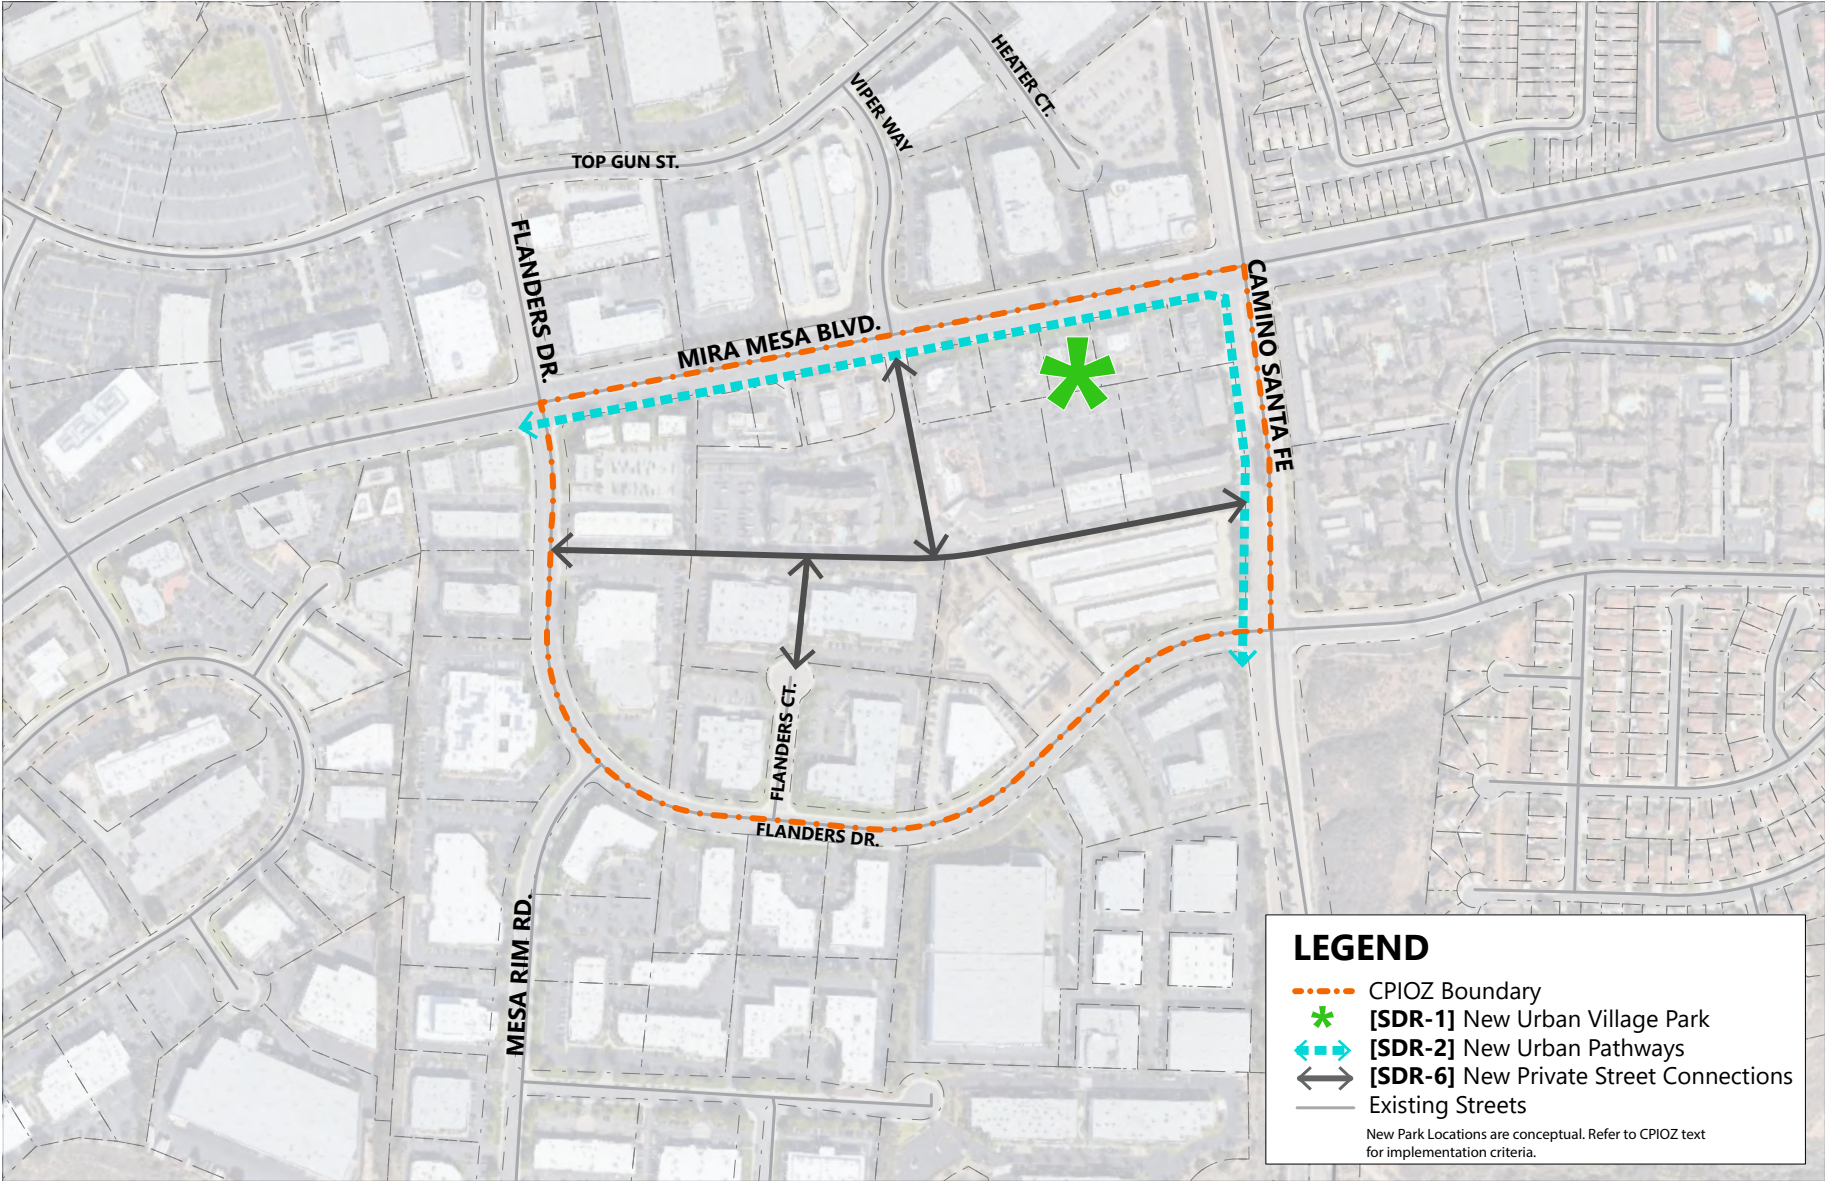 HEATER CT.
VIPER WAY
TOP GUN ST.
FLANDERS DR.
CAMINO SANTA FE
MIRA MESA BLVD.
FLANDERS CT.
FLANDERS DR.
MESA RIM RD.
LEGEND
CPIOZ Boundary
[SDR-1] New Urban Village Park
[SDR-2] New Urban Pathways
[SDR-6] New Private Street Connections
Existing Streets
New Park Locations are conceptual. Refer to CPIOZ text
for implementation criteria.